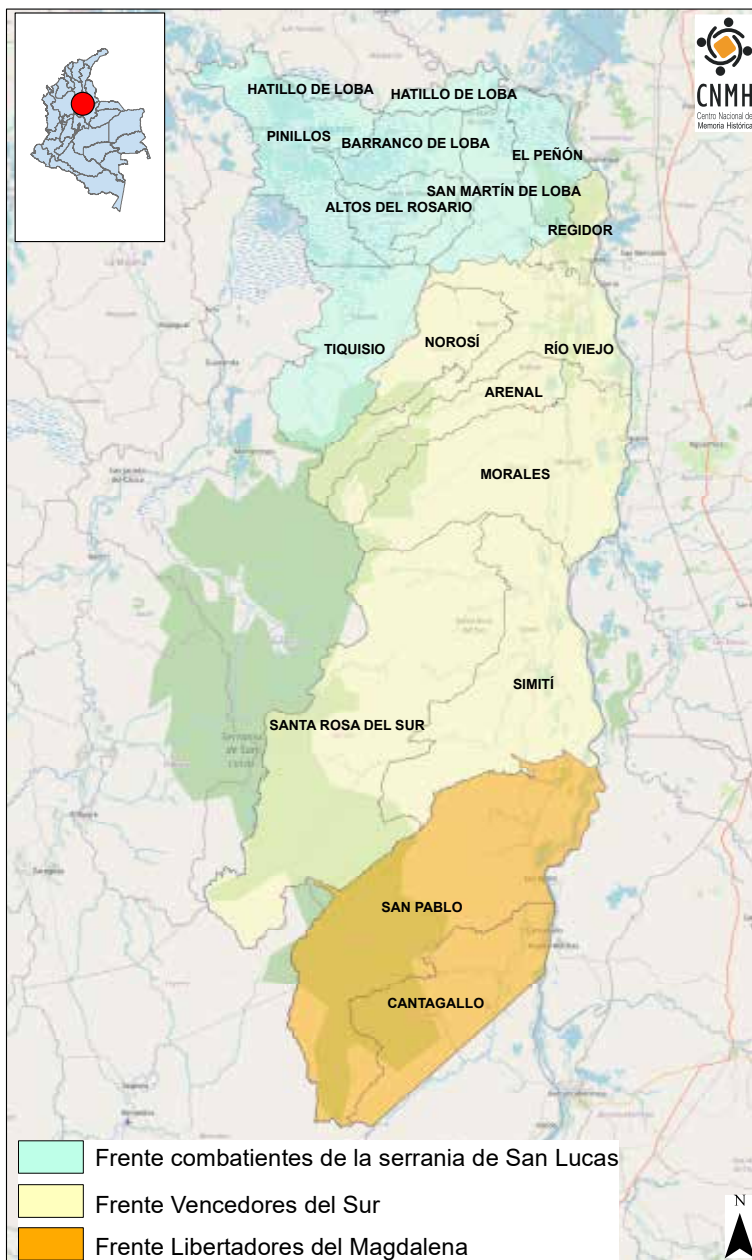 CNMH
Centro Nacional de
Memoria Histórica
HATILLO DE LOBA
HATILLO DE LOBA
PINILLOS
BARRANCO DE LOBA
EL PEÑÓN
SAN MARTÍN DE LOBA
ALTOS DEL ROSARIO
REGIDOR
TIQUISIO
NOROSÍ
RÍO VIEJO
ARENAL
MORALES
SIMITÍ
SANTA ROSA DEL SUR
SAN PABLO
CANTAGALLO
Frente combatientes de la serrania de San Lucas
Frente Vencedores del Sur
Frente Libertadores del Magdalena
N